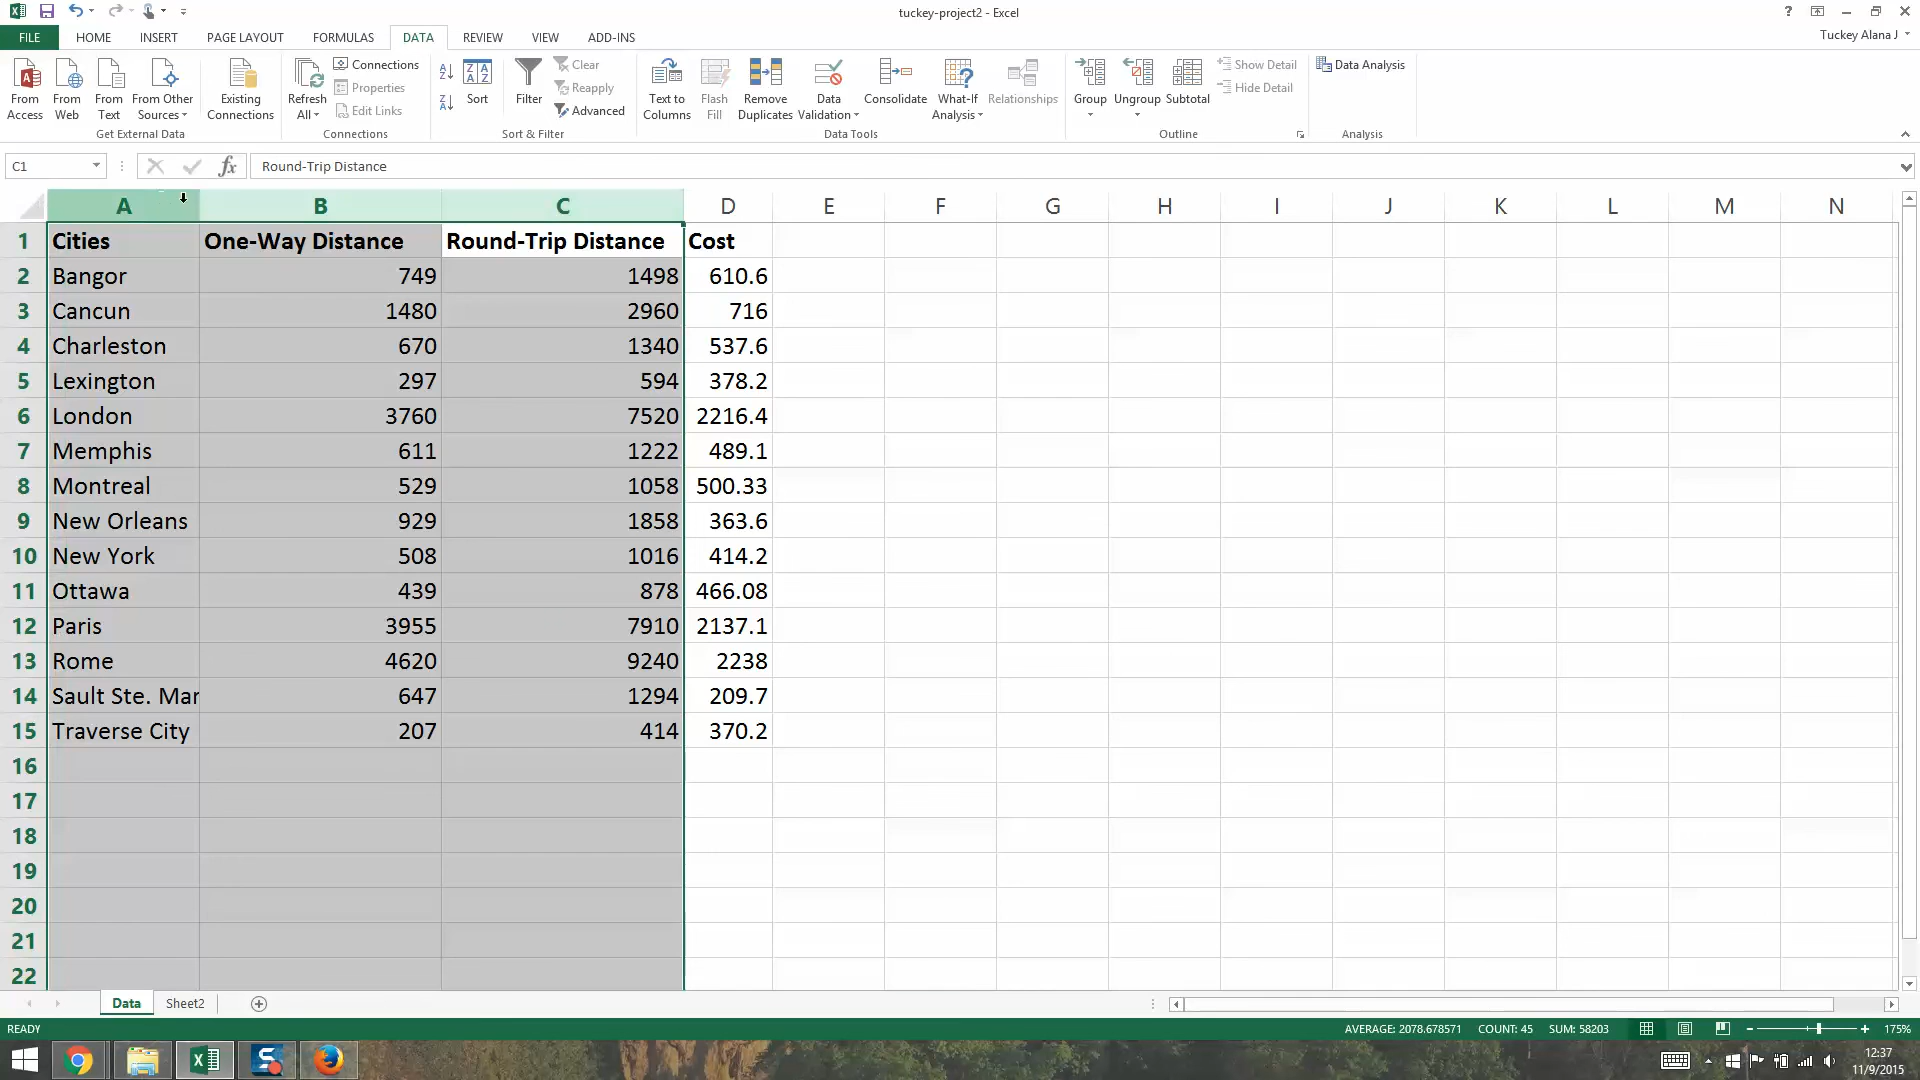 tuckey-project2 - Excel
?
FILE HOME INSERT PAGE LAYOUT FORMULAS DATA REVIEW VIEW ADD-INS Tuckey Alana J
From Access
From Web
From Text
From Other Sources
Get External Data
Existing Connections
Refresh All
Connections
Properties
Edit Links
Connections
Sort
Filter
Clear
Reapply
Advanced
Sort & Filter
Text to Columns
Flash Fill
Remove Duplicates
Data Validation
Consolidate
What-If Analysis
Relationships
Data Tools
Group
Ungroup
Subtotal
Show Detail
Hide Detail
Outline
Data Analysis
Analysis
C1 fx Round-Trip Distance
A B C D E F G H I J K L M N
1 Cities One-Way Distance Round-Trip Distance Cost
2 Bangor 749 1498 610.6
3 Cancun 1480 2960 716
4 Charleston 670 1340 537.6
5 Lexington 297 594 378.2
6 London 3760 7520 2216.4
7 Memphis 611 1222 489.1
8 Montreal 529 1058 500.33
9 New Orleans 929 1858 363.6
10 New York 508 1016 414.2
11 Ottawa 439 878 466.08
12 Paris 3955 7910 2137.1
13 Rome 4620 9240 2238
14 Sault Ste. Mar 647 1294 209.7
15 Traverse City 207 414 370.2
16
17
18
19
20
21
22
Data Sheet2
READY AVERAGE: 2078.678571 COUNT: 45 SUM: 58203 175%
12:37
11/9/2015